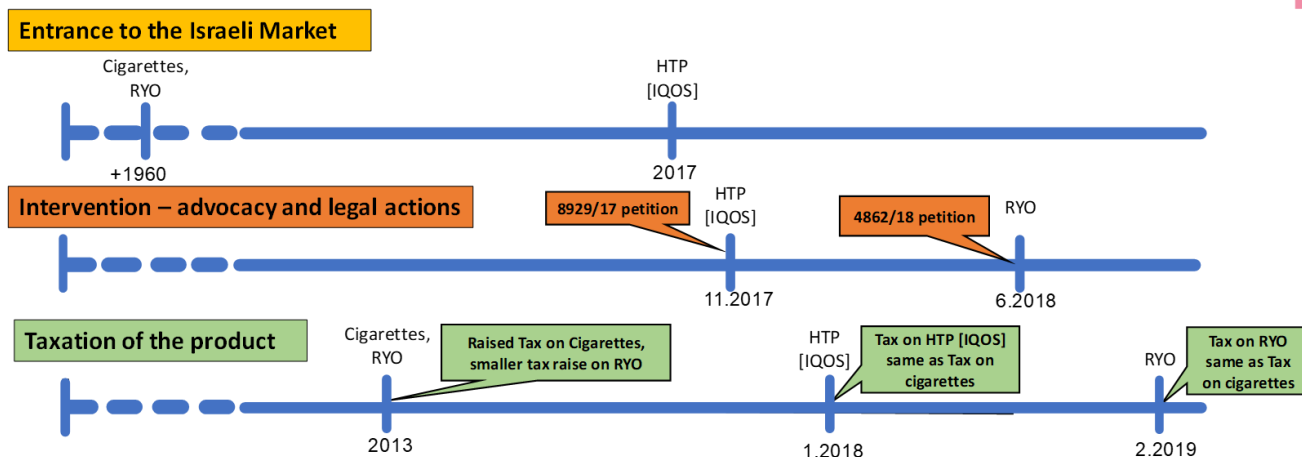 Entrance to the Israeli Market
Cigarettes,
RYO
HTP
[IQOS]
+1960
2017
Intervention – advocacy and legal actions
8929/17 petition
HTP
[IQOS]
4862/18 petition
RYO
11.2017
6.2018
Taxation of the product
Cigarettes,
RYO
Raised Tax on Cigarettes,
smaller tax raise on RYO
HTP
[IQOS]
Tax on HTP [IQOS]
same as Tax on
cigarettes
RYO
Tax on RYO
same as Tax
on cigarettes
2013
1.2018
2.2019